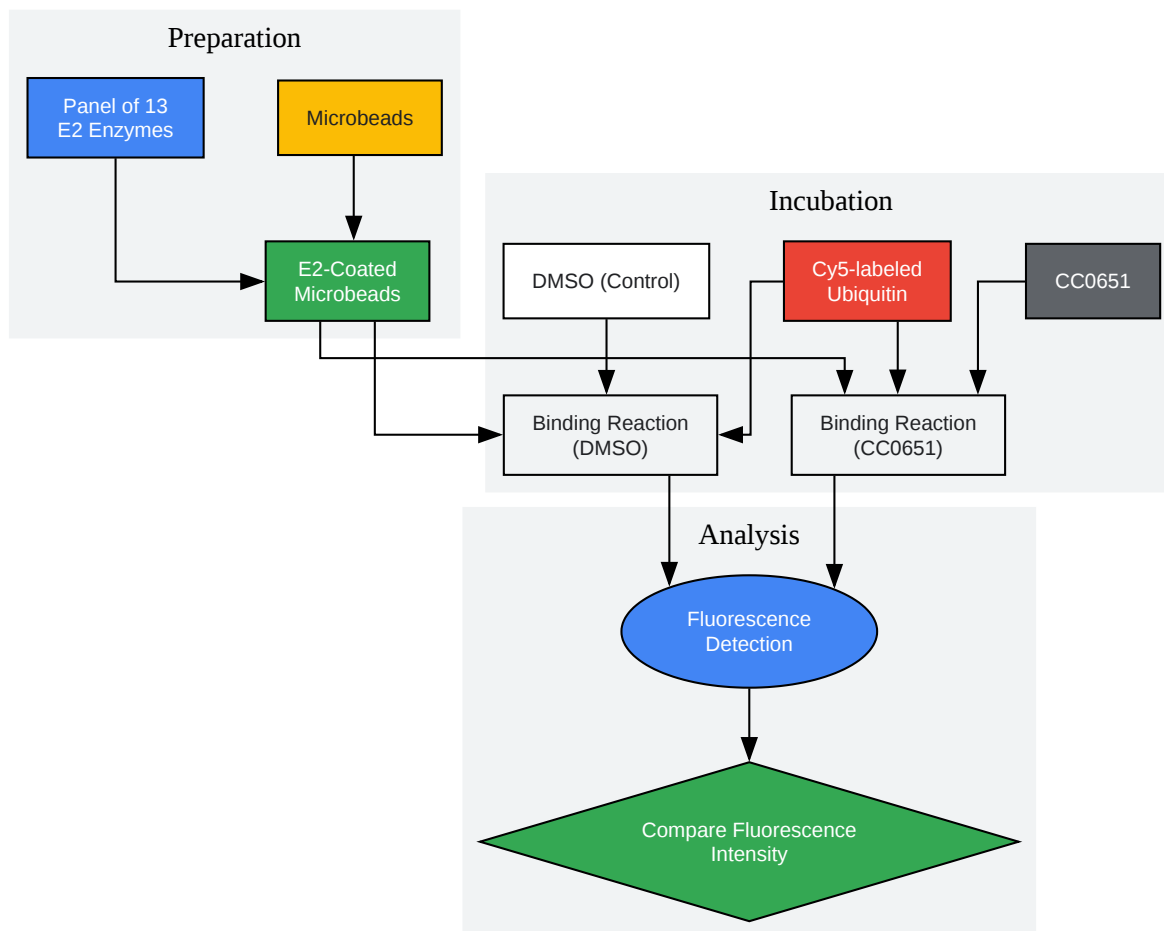 Preparation
Panel of 13
E2 Enzymes
Microbeads
E2-Coated
Microbeads
Incubation
DMSO (Control)
Cy5-labeled
Ubiquitin
CC0651
Binding Reaction
(DMSO)
Binding Reaction
(CC0651)
Analysis
Fluorescence
Detection
Compare Fluorescence
Intensity